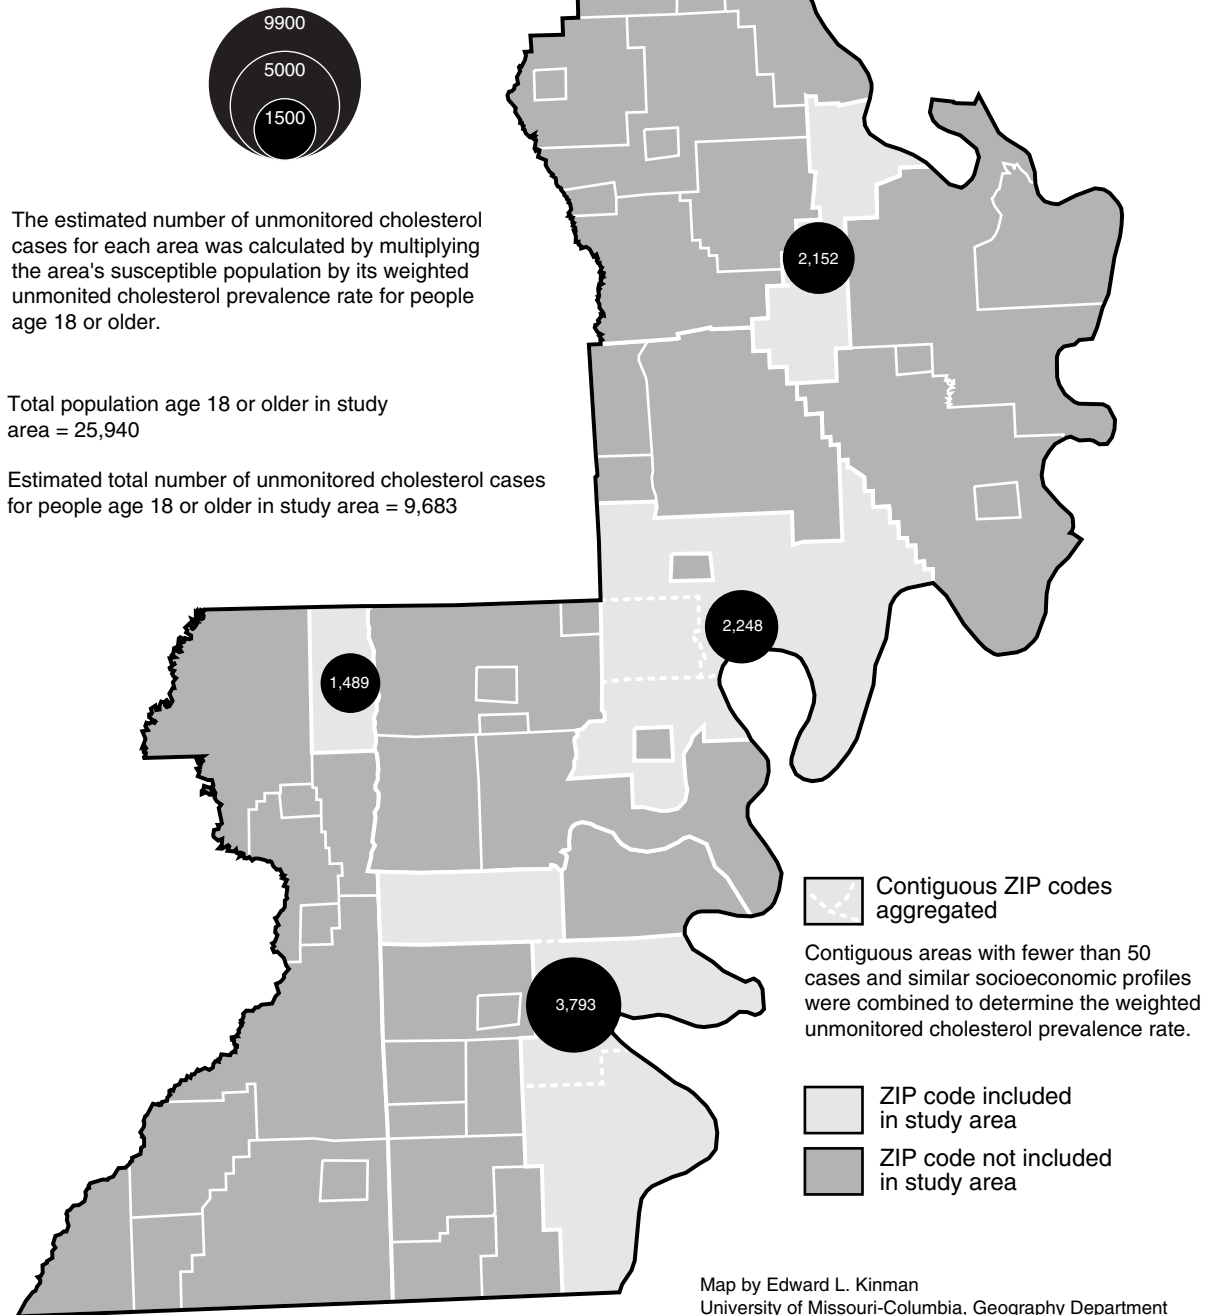 9900
5000
1500
The estimated number of unmonitored cholesterol
cases for each area was calculated by multiplying
the area's susceptible population by its weighted
unmonited cholesterol prevalence rate for people
age 18 or older.
Total population age 18 or older in study
area = 25,940
Estimated total number of unmonitored cholesterol cases
for people age 18 or older in study area = 9,683
2,152
2,248
1,489
3,793
Contiguous ZIP codes
aggregated
Contiguous areas with fewer than 50
cases and similar socioeconomic profiles
were combined to determine the weighted
unmonitored cholesterol prevalence rate.
ZIP code included
in study area
ZIP code not included
in study area
Map by Edward L. Kinman
University of Missouri-Columbia, Geography Department